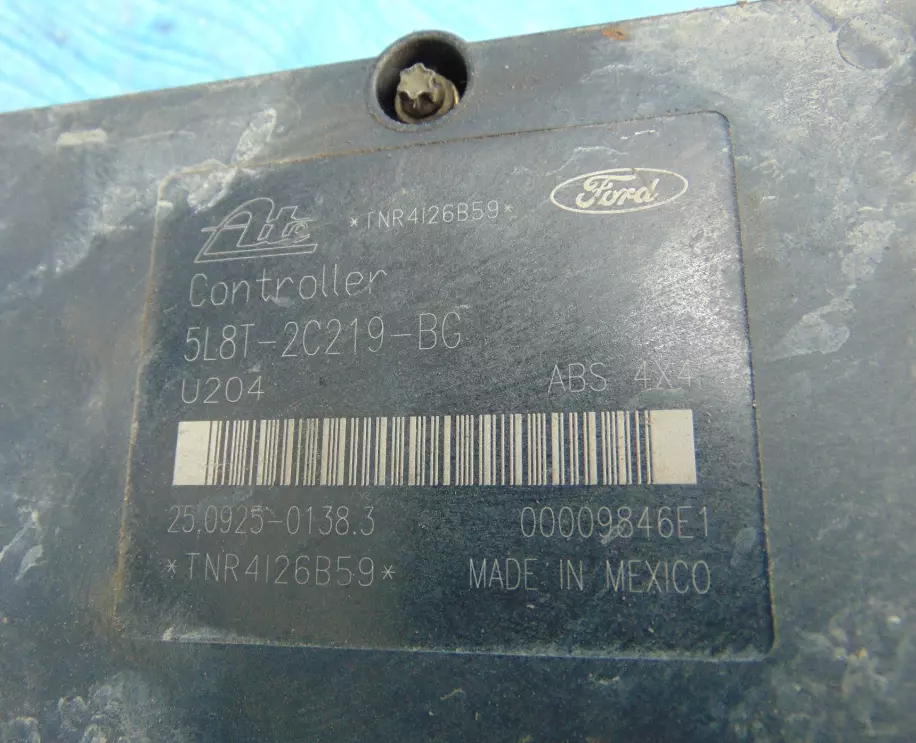 Ate *TNR4I26B59* Ford
Controller
5L8T-2C219-BG
U204 ABS 4X4
25.0925-0138.3 00009846E1
*TNR4I26B59* MADE IN MEXICO